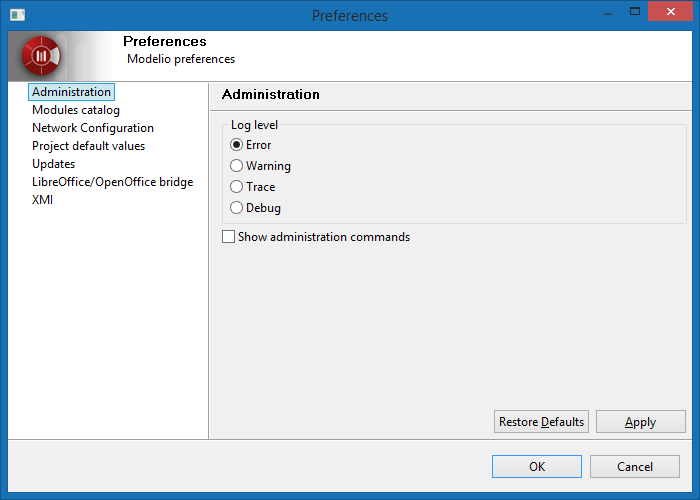 Preferences
Preferences
Modelio preferences
Administration
Modules catalog
Network Configuration
Project default values
Updates
LibreOffice/OpenOffice bridge
XMI
Administration
Log level
Error
Warning
Trace
Debug
Show administration commands
Restore Defaults
Apply
OK
Cancel